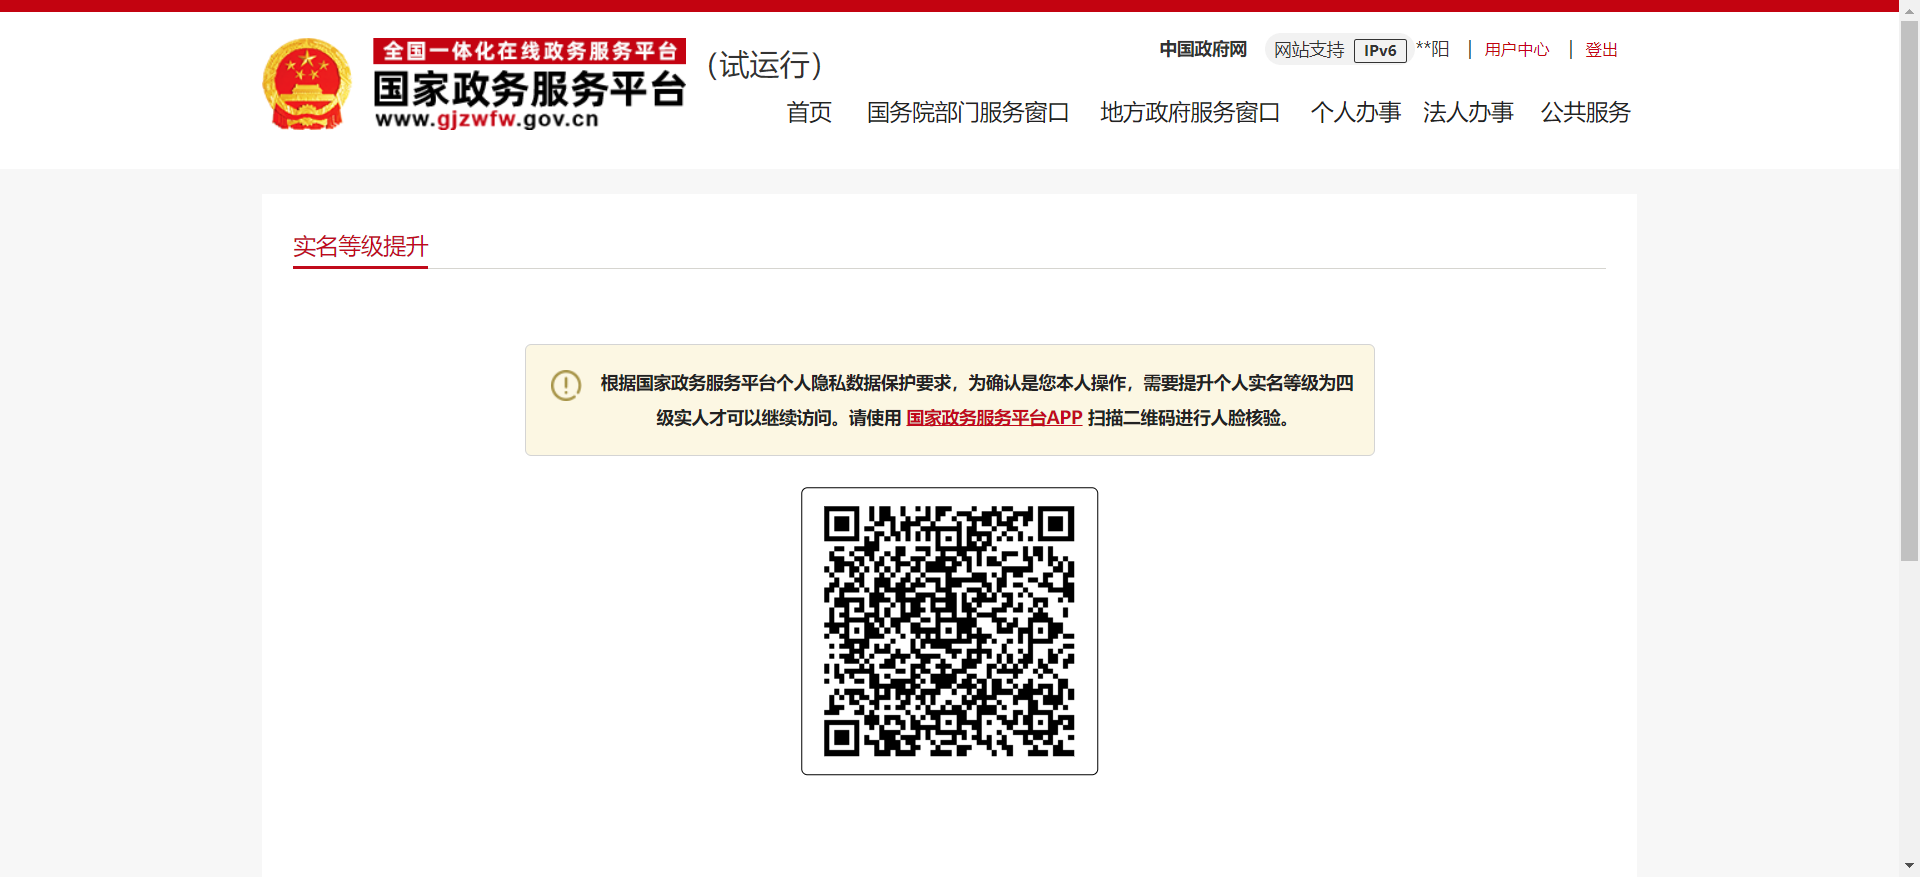 全国一体化在线政务服务平台
国家政务服务平台
www.gjzwfw.gov.cn
（试运行）
中国政府网 网站支持 IPv6 **阳 | 用户中心 | 登出
首页 国务院部门服务窗口 地方政府服务窗口 个人办事 法人办事 公共服务
实名等级提升
根据国家政务服务平台个人隐私数据保护要求，为确认是您本人操作，需要提升个人实名等级为四
级实人才可以继续访问。请使用 国家政务服务平台APP 扫描二维码进行人脸核验。